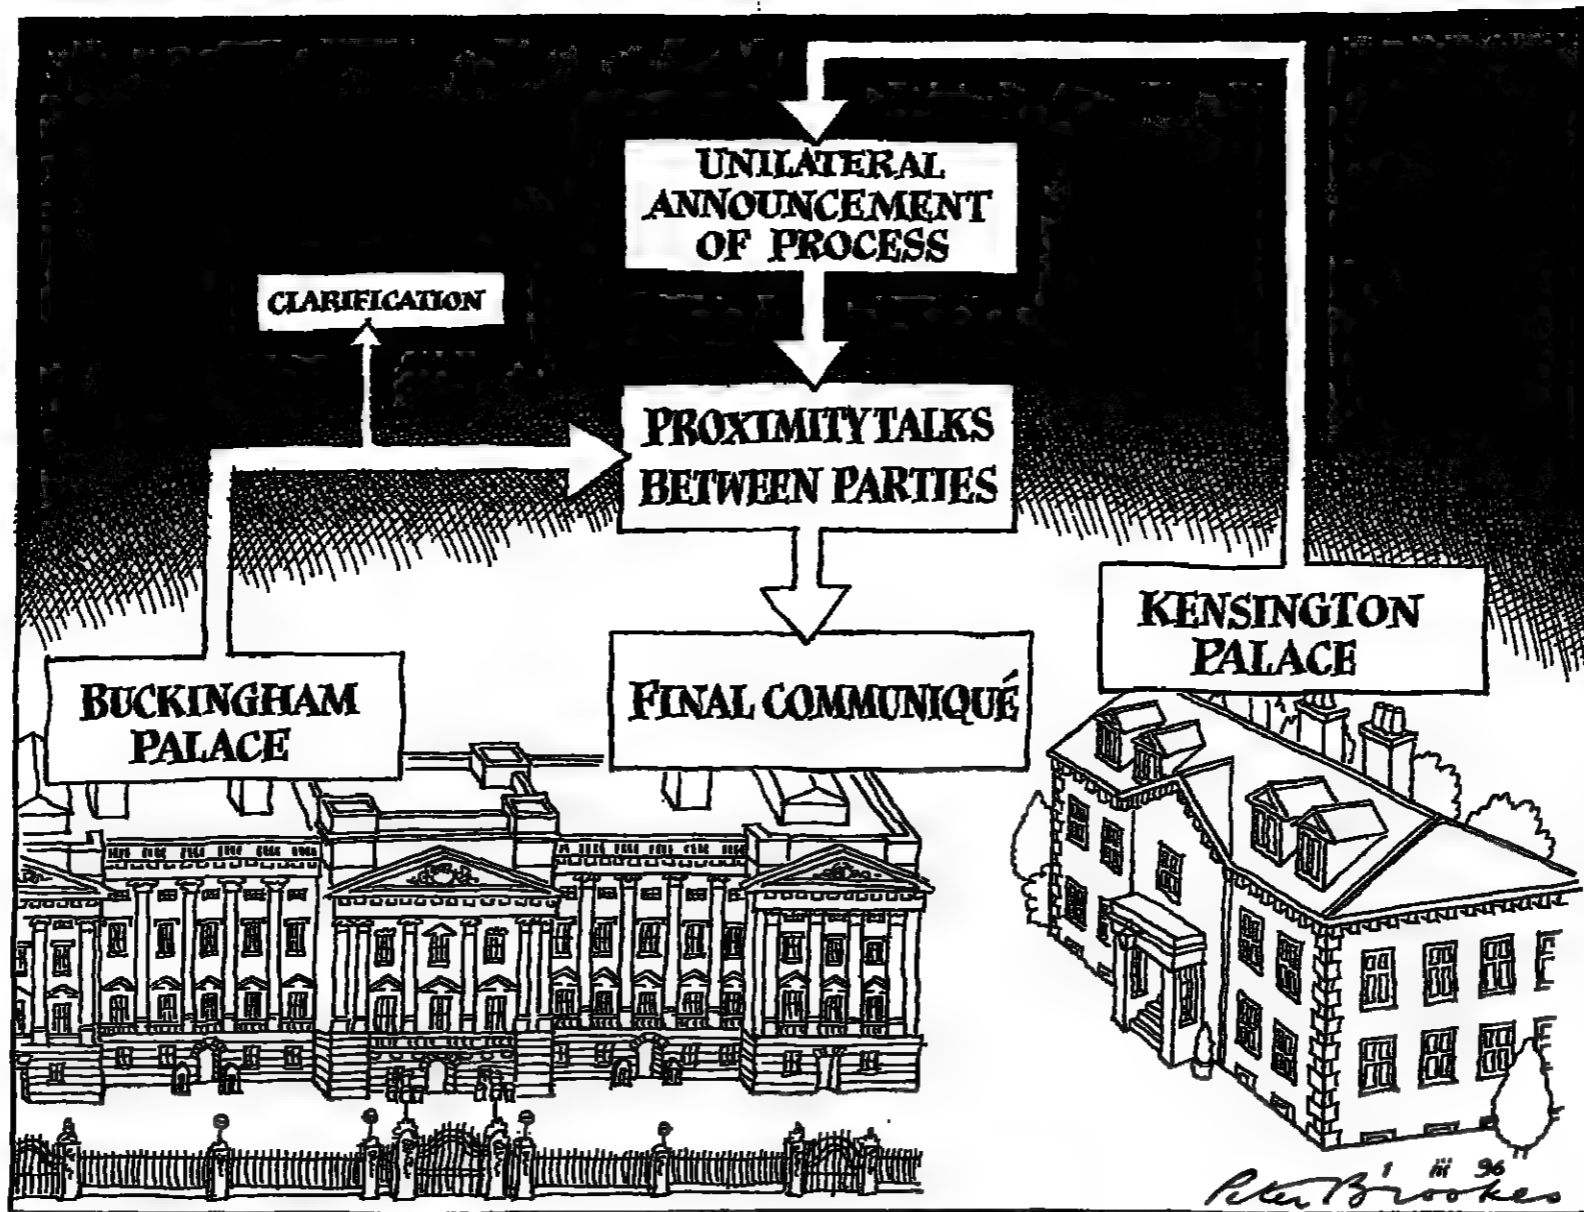 UNILATERAL
ANNOUNCEMENT
OF PROCESS
CLARIFICATION
PROXIMITY TALKS
BETWEEN PARTIES
KENSINGTON
PALACE
BUCKINGHAM
PALACE
FINAL COMMUNIQUÉ
1 iii 96
Peter Brookes